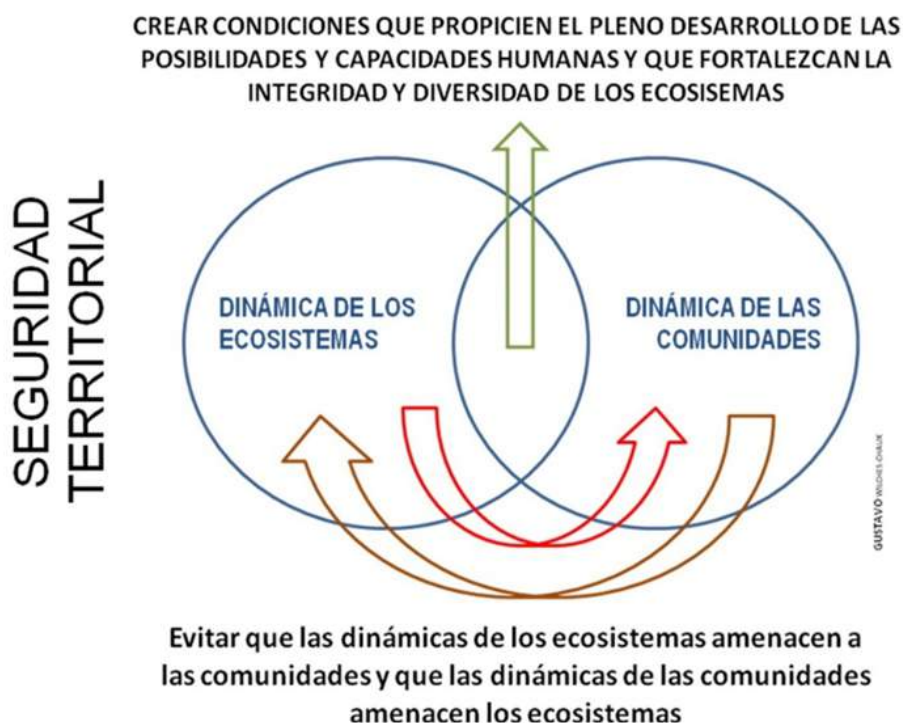 CREAR CONDICIONES QUE PROPICIEN EL PLENO DESARROLLO DE LAS
POSIBILIDADES Y CAPACIDADES HUMANAS Y QUE FORTALEZCAN LA
INTEGRIDAD Y DIVERSIDAD DE LOS ECOSISEMAS
SEGURIDAD
TERRITORIAL
DINÁMICA DE LOS
ECOSISTEMAS
DINÁMICA DE LAS
COMUNIDADES
GUSTAVO WILCHES-CHAUX
Evitar que las dinámicas de los ecosistemas amenacen a
las comunidades y que las dinámicas de las comunidades
amenacen los ecosistemas